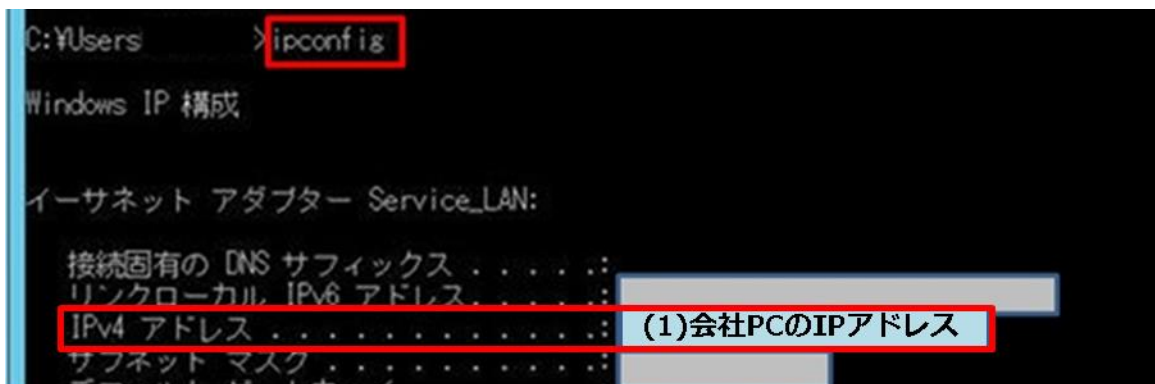 C:¥Users >ipconfig
Windows IP 構成
イーサネット アダプター Service_LAN:
接続固有の DNS サフィックス . . . . .:
リンクローカル IPv6 アドレス. . . . .:
IPv4 アドレス . . . . . . . . . . . .: (1)会社PCのIPアドレス
サブネット マスク . . . . . . . . . .: